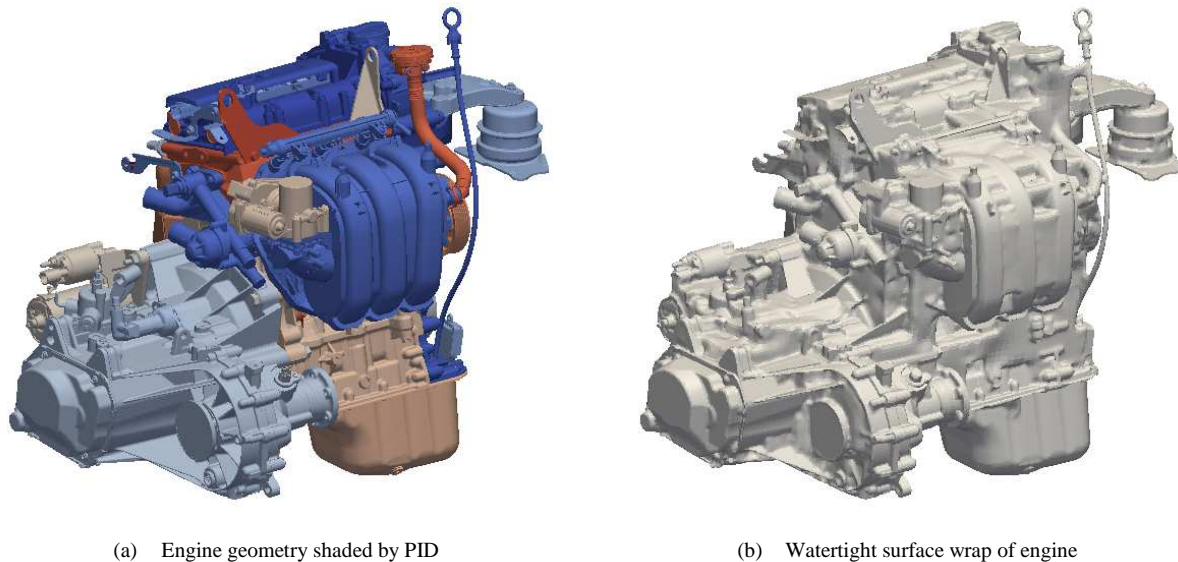 (a) Engine geometry shaded by PID
(b) Watertight surface wrap of engine